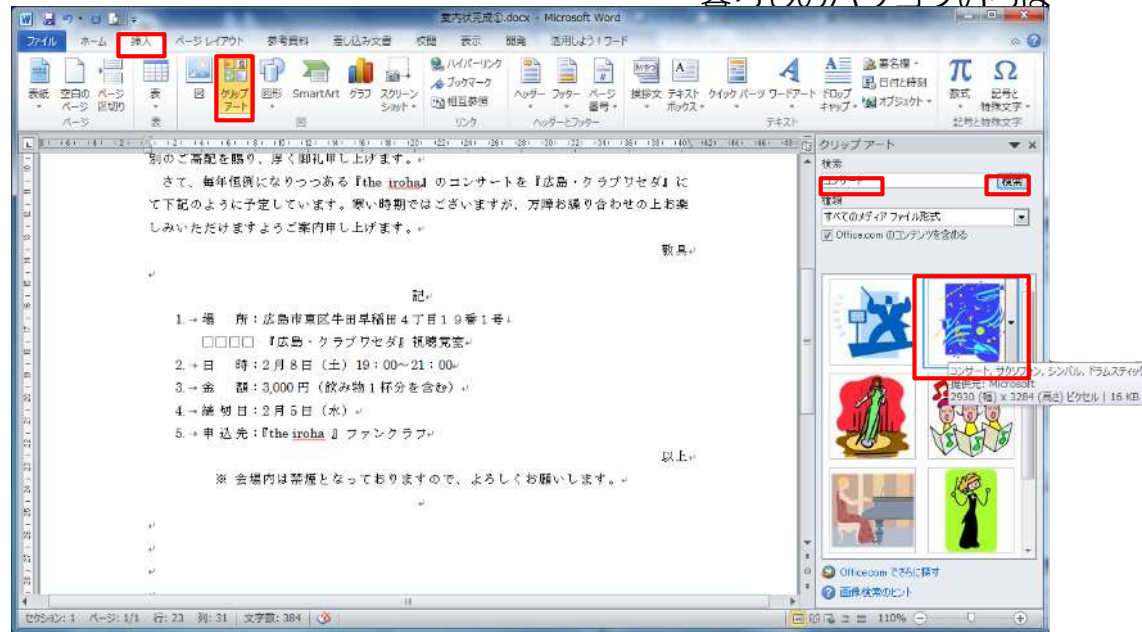 案内状完成①.docx - Microsoft Word
ファイル ホーム 挿入 ページ レイアウト 参考資料 差し込み文書 校閲 表示 開発 活用しよう！ワード
表紙 空白の ページ ページ 区切り 表 図 クリップ アート 図形 SmartArt グラフ スクリーン ショット
ハイパーリンク
ブックマーク
相互参照
ヘッダー フッター ページ 番号 挨拶文 テキスト ボックス クイック パーツ ワードアート ドロップ キャップ
署名欄
日付と時刻
オブジェクト
数式 記号と 特殊文字
ページ 表 図 リンク ヘッダーとフッター テキスト 記号と特殊文字
別のご高配を賜り、厚く御礼申し上げます。
さて、毎年恒例になりつつある『the iroha』のコンサートを『広島・クラブワセダ』に
て下記のように予定しています。寒い時期ではございますが、万障お繰り合わせの上お楽
しみいただけますようご案内申し上げます。
敬具
記
1.→場　所：広島市東区牛田早稲田４丁目１９番１号
□□□□ 『広島・クラブワセダ』視聴覚室
2.→日　時：2月8日（土）19：00～21：00
3.→金　額：3,000円（飲み物1杯分を含む）
4.→締切日：2月5日（水）
5.→申込先：『the iroha 』ファンクラブ
以上
※ 会場内は禁煙となっておりますので、よろしくお願いします。
クリップ アート
検索
コンサート 検索
種類
すべてのメディア ファイル形式
Office.com のコンテンツを含める
コンサート, サクソフォン, シンバル, ドラムスティック
提供元: Microsoft
2930 (幅) x 3284 (高さ) ピクセル | 16 KB
Office.com でさらに探す
画像検索のヒント
セクション: 1 ページ: 1/1 行: 23 列: 31 文字数: 384 110%